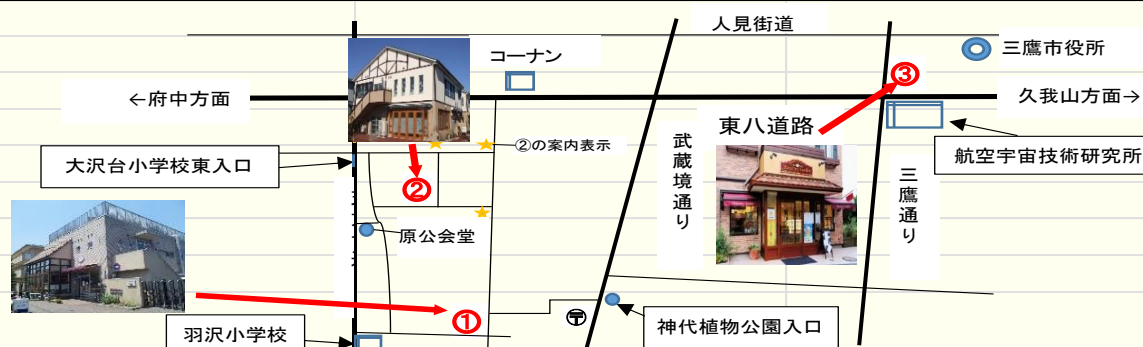 人見街道
コーナン
三鷹市役所
③
←府中方面
久我山方面→
東八道路
②の案内表示
武蔵境通り
航空宇宙技術研究所
大沢台小学校東入口
②
三鷹通り
原公会堂
①
〒
神代植物公園入口
羽沢小学校